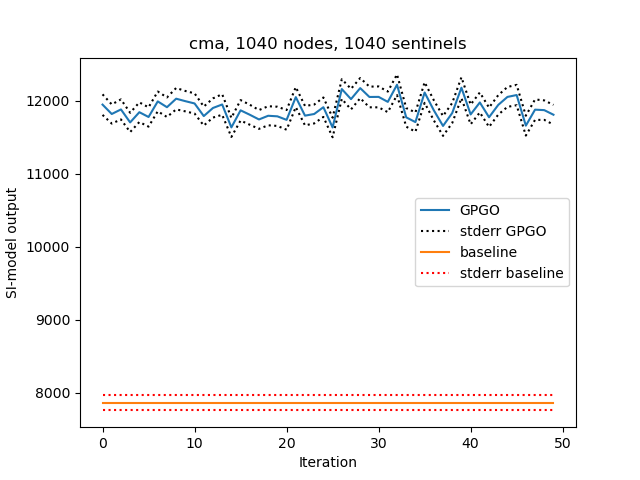 cma, 1040 nodes, 1040 sentinels
SI-model output
12000
11000
10000
9000
8000
GPGO
stderr GPGO
baseline
stderr baseline
0
10
20
30
40
50
Iteration